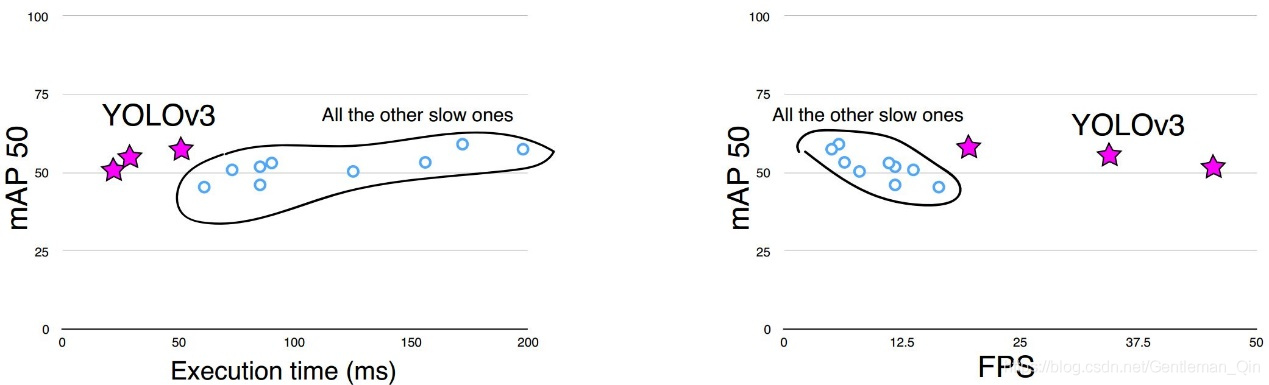 100
75
50
25
0
mAP 50
YOLOv3
All the other slow ones
0
50
100
150
200
Execution time (ms)
100
75
50
25
0
mAP 50
All the other slow ones
YOLOv3
0
12.5
25
37.5
50
FPS
https://blog.csdn.net/Gentleman_Qin